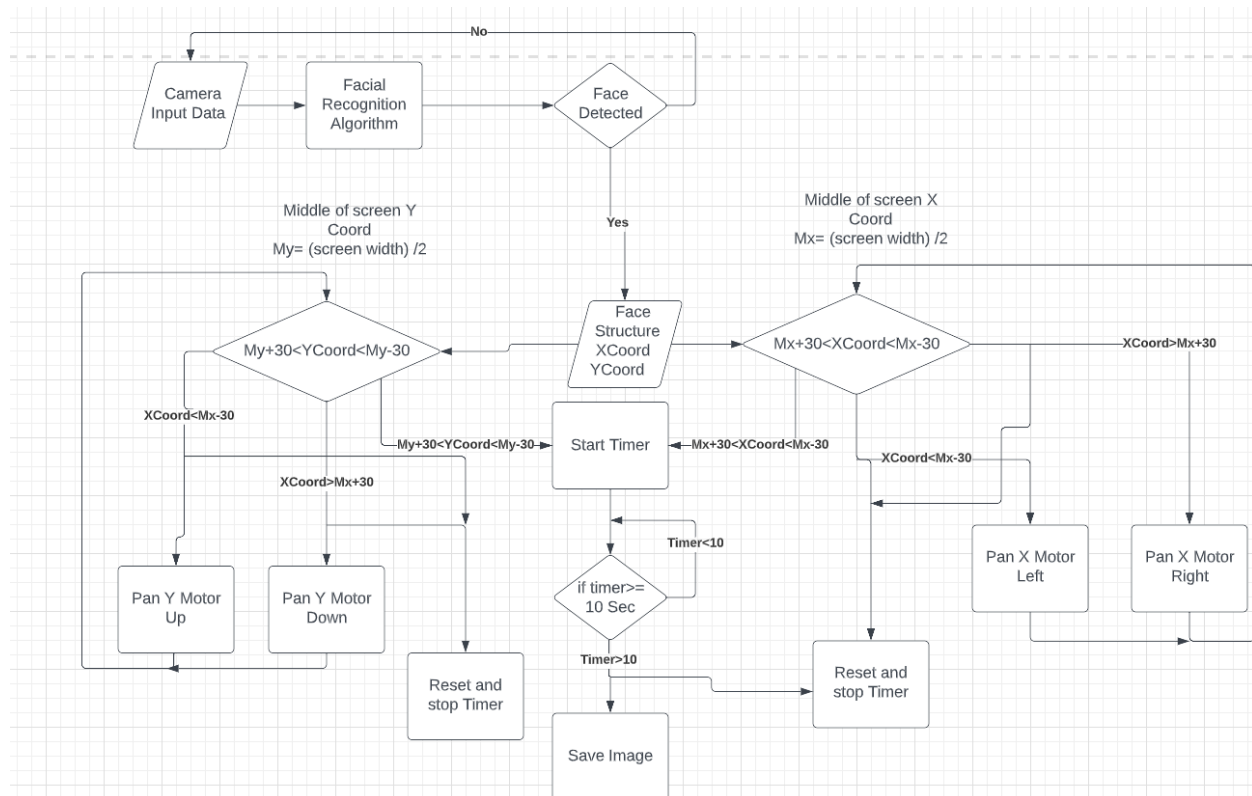 No
Camera
Input Data
Facial
Recognition
Algorithm
Face
Detected
Yes
Middle of screen Y
Coord
My= (screen width) /2
Middle of screen X
Coord
Mx= (screen width) /2
My+30<YCoord<My-30
Face
Structure
XCoord
YCoord
Mx+30<XCoord<Mx-30
XCoord>Mx+30
XCoord<Mx-30
My+30<YCoord<My-30
Start Timer
Mx+30<XCoord<Mx-30
XCoord<Mx-30
XCoord>Mx+30
Timer<10
Pan X Motor
Left
Pan X Motor
Right
Pan Y Motor
Up
Pan Y Motor
Down
if timer>=
10 Sec
Timer>10
Reset and
stop Timer
Reset and
stop Timer
Save Image